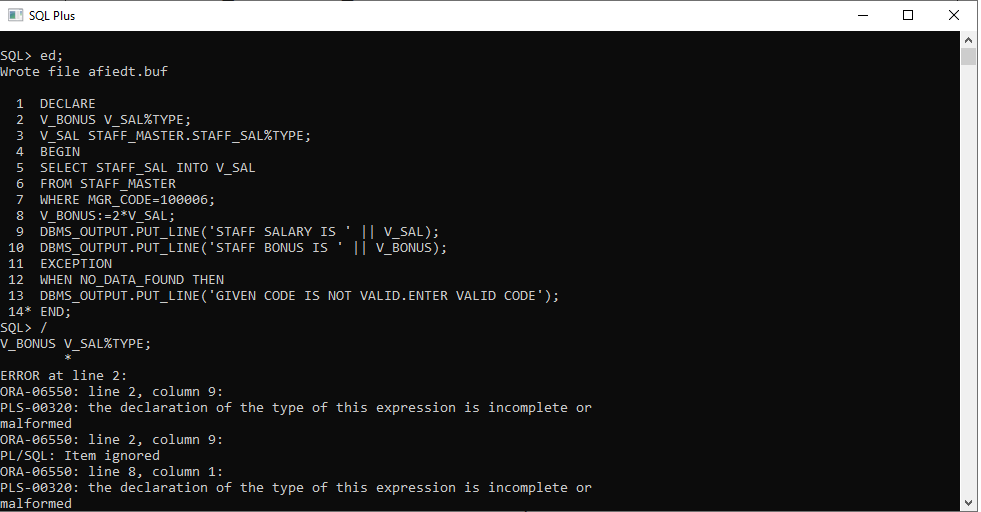 SQL Plus
SQL> ed;
Wrote file afiedt.buf
1 DECLARE
2 V_BONUS V_SAL%TYPE;
3 V_SAL STAFF_MASTER.STAFF_SAL%TYPE;
4 BEGIN
5 SELECT STAFF_SAL INTO V_SAL
6 FROM STAFF_MASTER
7 WHERE MGR_CODE=100006;
8 V_BONUS:=2*V_SAL;
9 DBMS_OUTPUT.PUT_LINE('STAFF SALARY IS ' || V_SAL);
10 DBMS_OUTPUT.PUT_LINE('STAFF BONUS IS ' || V_BONUS);
11 EXCEPTION
12 WHEN NO_DATA_FOUND THEN
13 DBMS_OUTPUT.PUT_LINE('GIVEN CODE IS NOT VALID.ENTER VALID CODE');
14* END;
SQL> /
V_BONUS V_SAL%TYPE;
*
ERROR at line 2:
ORA-06550: line 2, column 9:
PLS-00320: the declaration of the type of this expression is incomplete or
malformed
ORA-06550: line 2, column 9:
PL/SQL: Item ignored
ORA-06550: line 8, column 1:
PLS-00320: the declaration of the type of this expression is incomplete or
malformed